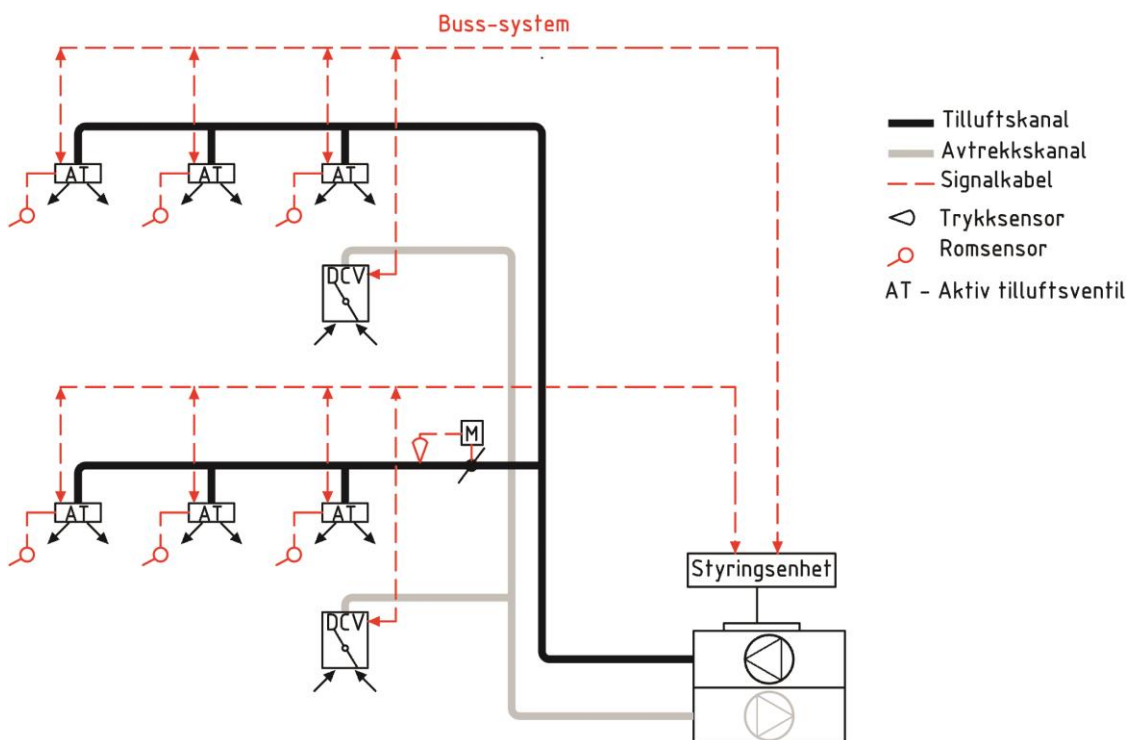 Buss-system
Tilluftskanal
Avtrekkskanal
Signalkabel
Trykksensor
Romsensor
AT - Aktiv tilluftsventil
AT
AT
AT
DCV
M
AT
AT
AT
Styringsenhet
DCV